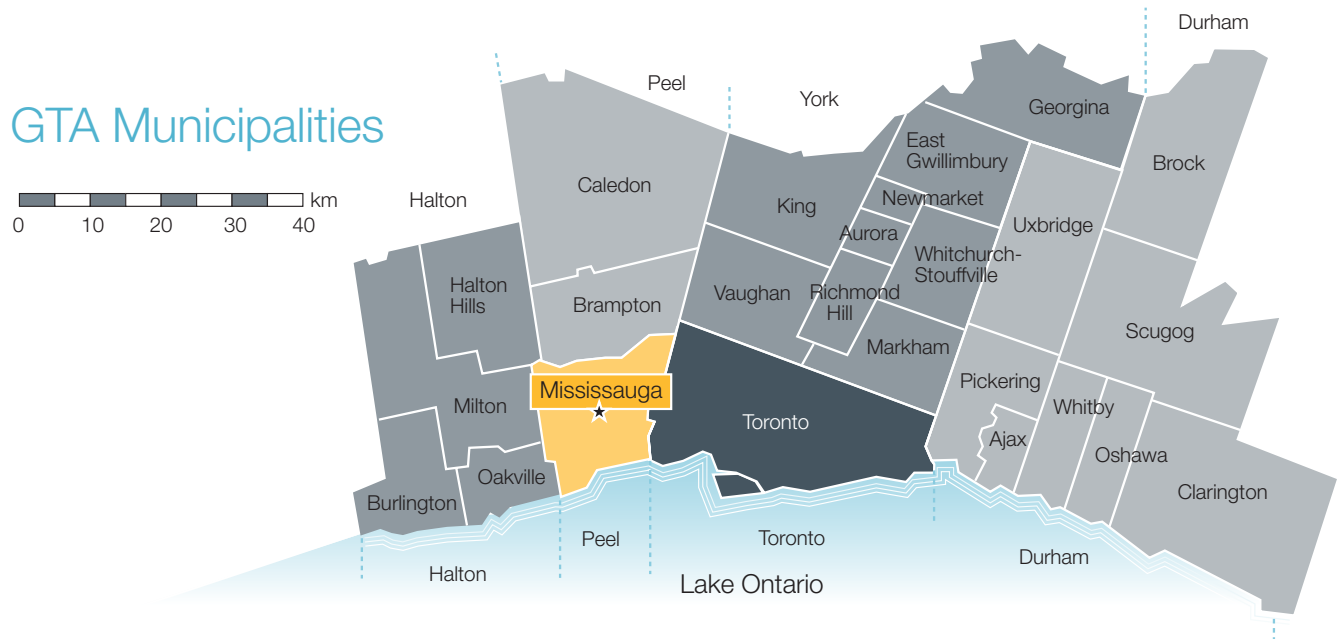 GTA Municipalities
km
0 10 20 30 40
Halton
Peel
York
Durham
Georgina
East
Gwillimbury
Brock
Caledon
King
Newmarket
Uxbridge
Aurora
Whitchurch-
Stouffville
Halton
Hills
Brampton
Vaughan
Richmond
Hill
Scugog
Markham
Mississauga
Pickering
Milton
Whitby
Toronto
Ajax
Oshawa
Oakville
Burlington
Clarington
Peel
Toronto
Durham
Halton
Lake Ontario